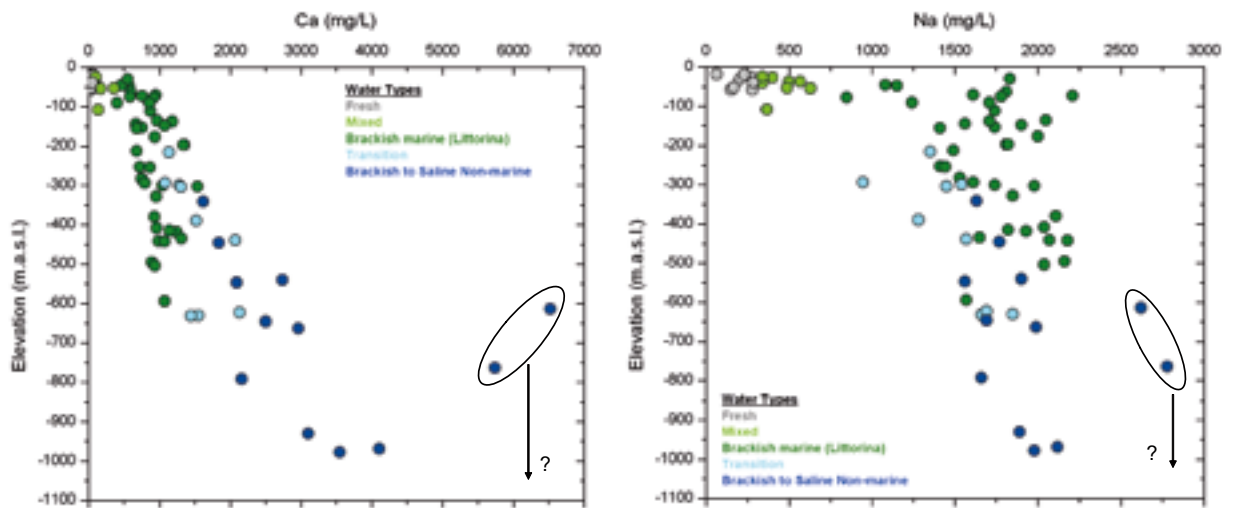 Ca (mg/L)
0 1000 2000 3000 4000 5000 6000 7000
0
-100
-200
-300
-400
-500
-600
-700
-800
-900
-1000
-1100
Elevation (m.a.s.l.)
Water Types
Fresh
Mixed
Brackish marine (Littorina)
Transition
Brackish to Saline Non-marine
?
Na (mg/L)
0 500 1000 1500 2000 2500 3000
0
-100
-200
-300
-400
-500
-600
-700
-800
-900
-1000
-1100
Elevation (m.a.s.l.)
Water Types
Fresh
Mixed
Brackish marine (Littorina)
Transition
Brackish to Saline Non-marine
?